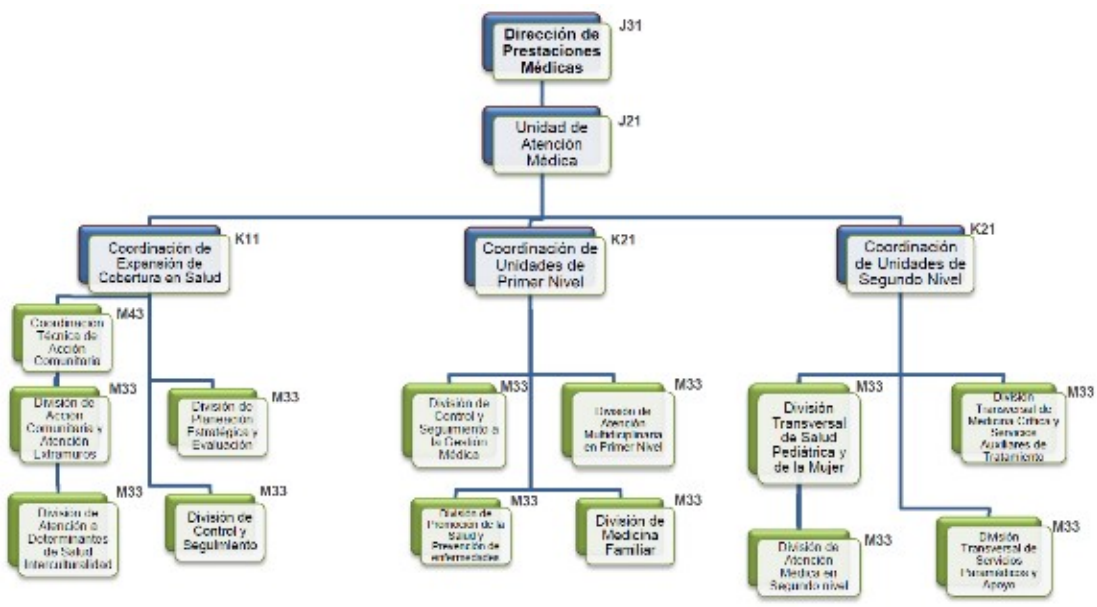 J31
Dirección de
Prestaciones
Médicas
J21
Unidad de
Atención
Médica
K11
Coordinación de
Expansión de
Cobertura en Salud
K21
Coordinación de
Unidades de
Primer Nivel
K21
Coordinación
de Unidades de
Segundo Nivel
M43
Coordinación
Técnica de
Acción
Comunitaria
M33
División de
Acción
Comunitaria y
Atención
Extramuros
M33
División de
Planeación
Estratégica y
Evaluación
M33
División de
Atención a
Determinantes
de Salud
Interculturalidad
M33
División de
Control y
Seguimiento
M33
División de
Control y
Seguimiento a
la Gestión
Médica
M33
División de
Atención
Multidiciplinaria
en Primer Nivel
M33
División de
Promoción de la
Salud y
Prevención de
enfermedades
M33
División de
Medicina
Familiar
M33
División
Transversal
de Salud
Pediátrica y
de la Mujer
M33
División
Transversal de
Medicina Crítica y
Servicios
Auxiliares de
Tratamiento
M33
División de
Atención
Médica en
Segundo nivel
M33
División
Transversal de
Servicios
Paramédicos y
Apoyo